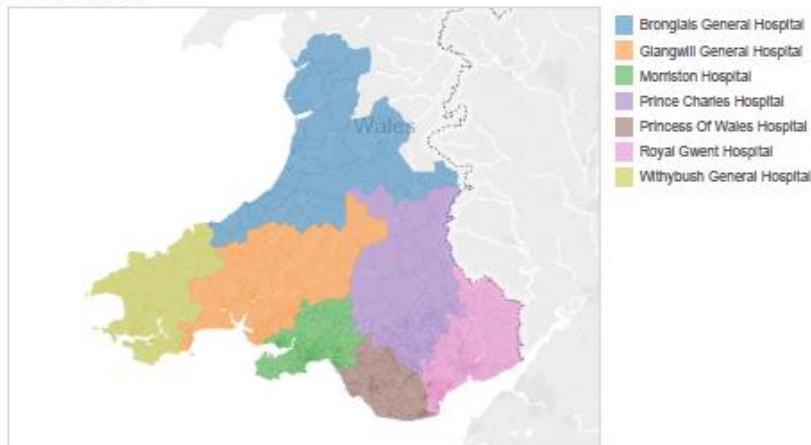 Wales
Bronglais General Hospital
Glangwili General Hospital
Morriston Hospital
Prince Charles Hospital
Princess Of Wales Hospital
Royal Gwent Hospital
Withybush General Hospital